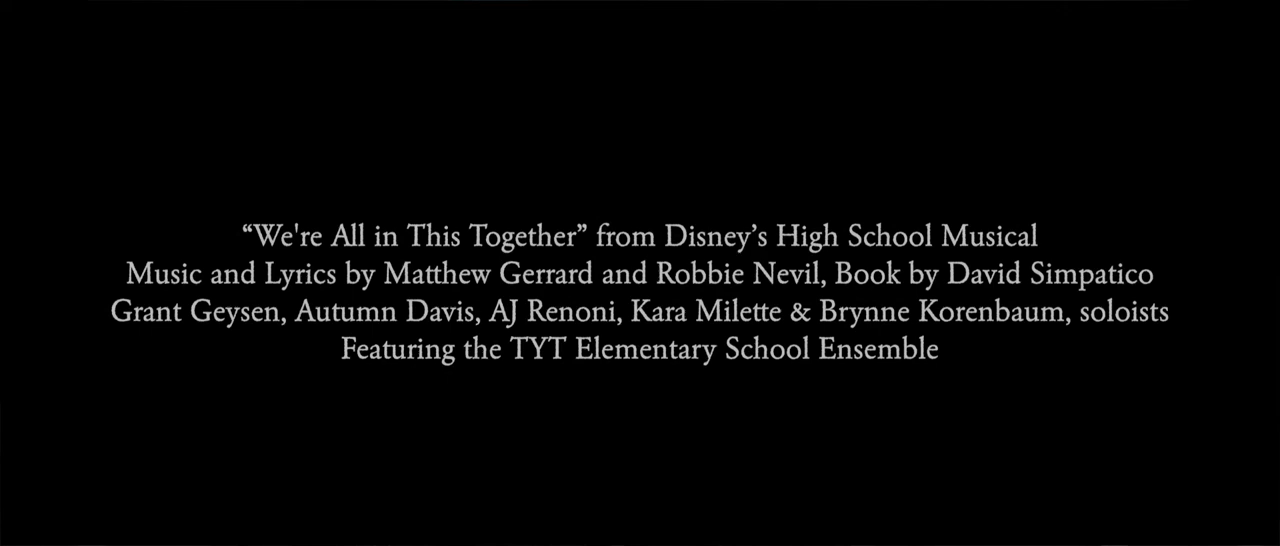 “We're All in This Together” from Disney’s High School Musical
Music and Lyrics by Matthew Gerrard and Robbie Nevil, Book by David Simpatico
Grant Geysen, Autumn Davis, AJ Renoni, Kara Milette & Brynne Korenbaum, soloists
Featuring the TYT Elementary School Ensemble